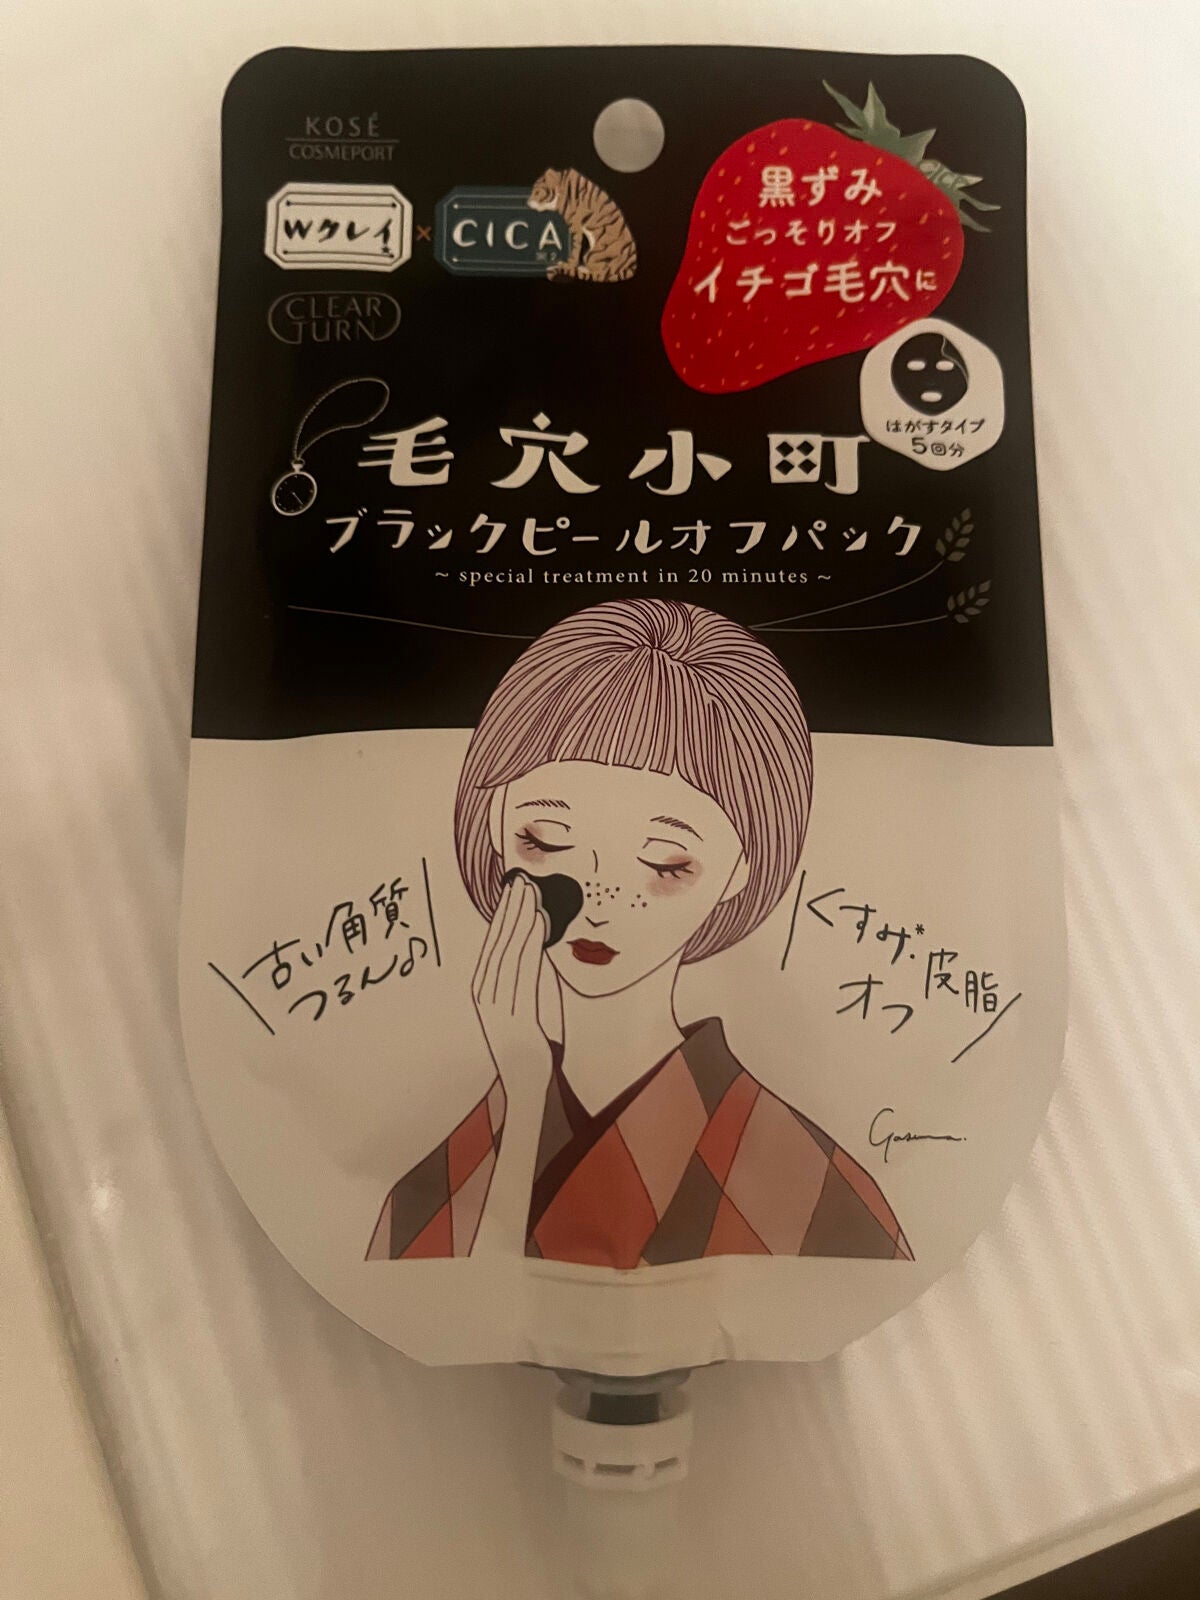 KOSÉ
COSMEPORT
Wクレイ × CICA
CLEAR
TURN
黒ずみ
ごっそりオフ
イチゴ毛穴に
はがすタイプ
5回分
毛穴小町
ブラックピールオフパック
~ special treatment in 20 minutes ~
古い角質
つるん♪
くすみ*
皮脂
オフ